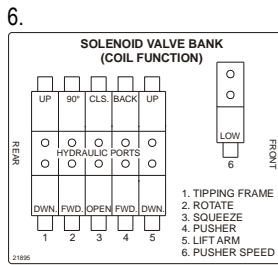 6.
SOLENOID VALVE BANK
(COIL FUNCTION)
UP 90° CLS. BACK UP
LOW
6
REAR
HYDRAULIC PORTS
FRONT
DWN. FWD. OPEN FWD. DWN.
1 2 3 4 5
1. TIPPING FRAME
2. ROTATE
3. SQUEEZE
4. PUSHER
5. LIFT ARM
6. PUSHER SPEED
21895